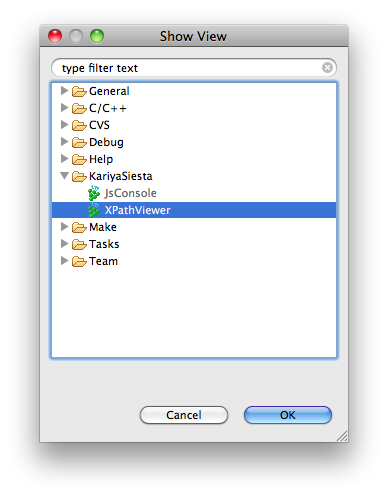 Show View
type filter text
General
C/C++
CVS
Debug
Help
KariyaSiesta
JsConsole
XPathViewer
Make
Tasks
Team
Cancel
OK